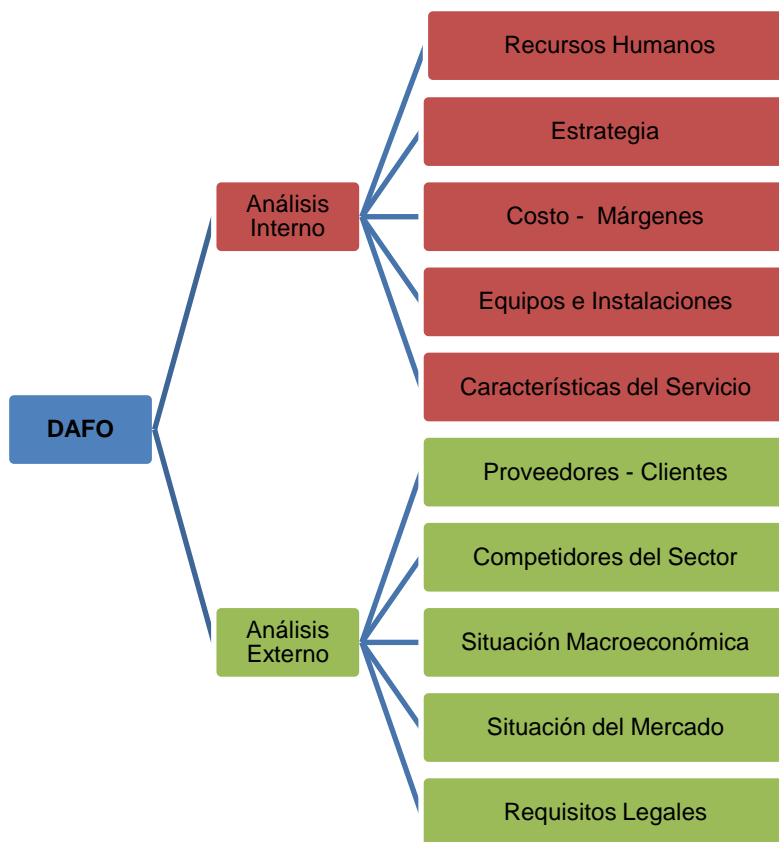 Recursos Humanos
Estrategia
Análisis
Interno
Costo - Márgenes
Equipos e Instalaciones
Característícas del Servicio
DAFO
Proveedores - Clientes
Competidores del Sector
Análisis
Externo
Situación Macroeconómica
Situación del Mercado
Requisitos Legales